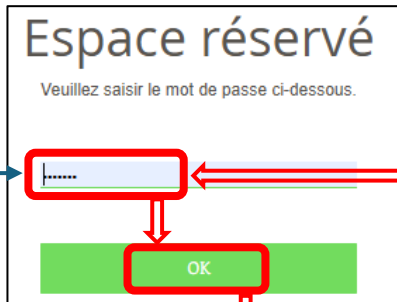 Espace réservé
Veuillez saisir le mot de passe ci-dessous.
.......
OK